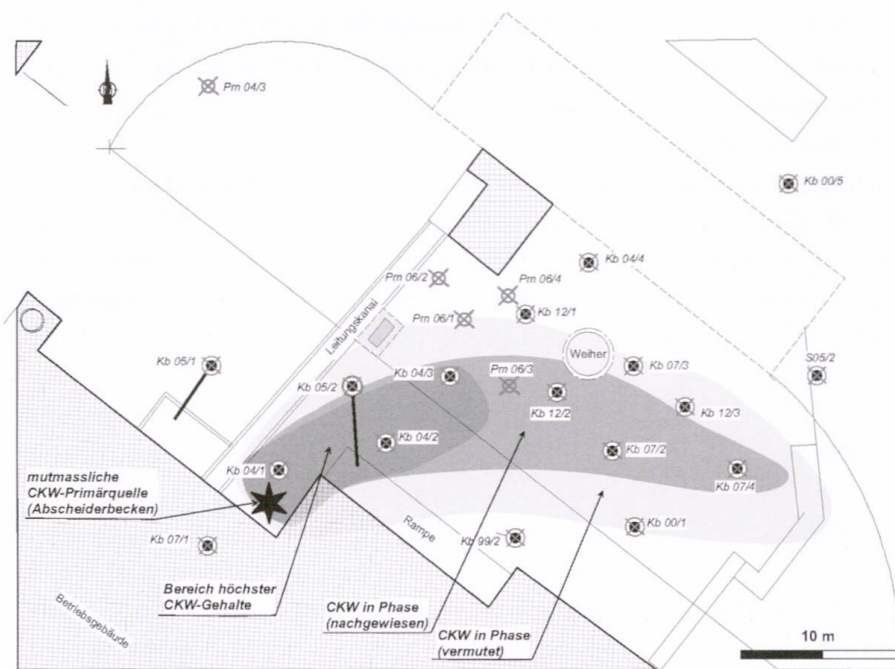 Pm 04/3
Kb 00/5
Kb 04/4
Pm 06/2
Pm 06/4
Kb 12/1
Pm 06/1
Leitungskanal
Weiher
Kb 05/1
Kb 04/3
Kb 07/3
S05/2
Kb 05/2
Pm 06/3
Kb 12/2
Kb 12/3
Kb 04/2
Kb 07/2
Kb 04/1
Kb 07/4
mutmassliche
CKW-Primärquelle
(Abscheiderbecken)
Kb 07/1
Rampe
Kb 99/2
Kb 00/1
Bereich höchster
CKW-Gehalte
Betriebsgebäude
CKW in Phase
(nachgewiesen)
CKW in Phase
(vermutet)
10 m